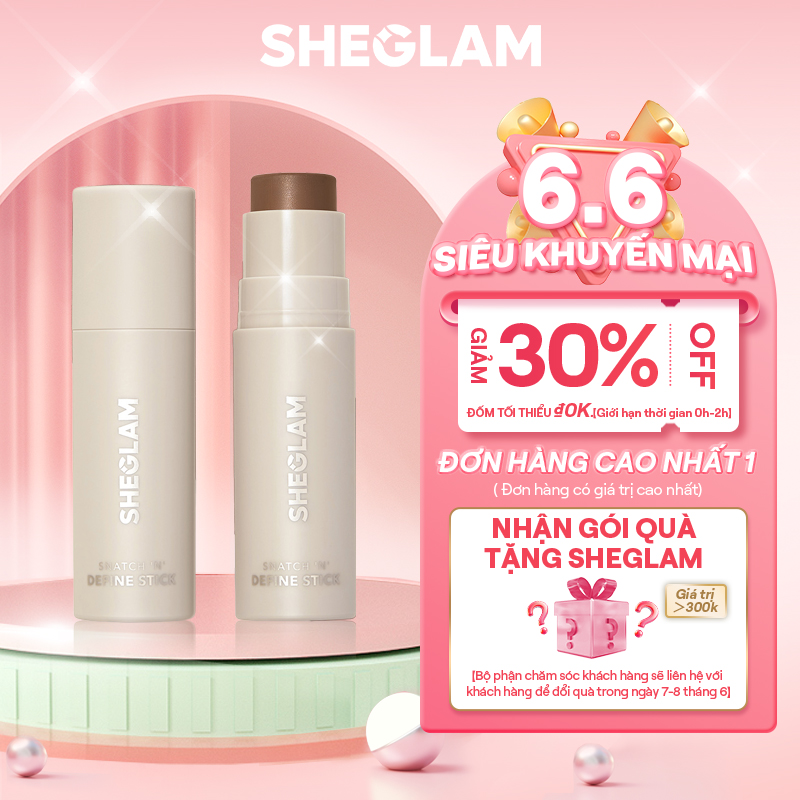 SHEGLAM
SHEGLAM
SNATCH 'N'
DEFINE STICK
SHEGLAM
SNATCH 'N'
DEFINE STICK
6.6
SIÊU KHUYẾN MẠI
GIẢM
30%
OFF
ĐỐM TỐI THIỂU ₫0K.[Giới hạn thời gian 0h-2h]
ĐƠN HÀNG CAO NHẤT 1
( Đơn hàng có giá trị cao nhất)
NHẬN GÓI QUÀ
TẶNG SHEGLAM
? ? ? ?
Giá trị
>300k
[Bộ phận chăm sóc khách hàng sẽ liên hệ với
khách hàng để đổi quà trong ngày 7-8 tháng 6]